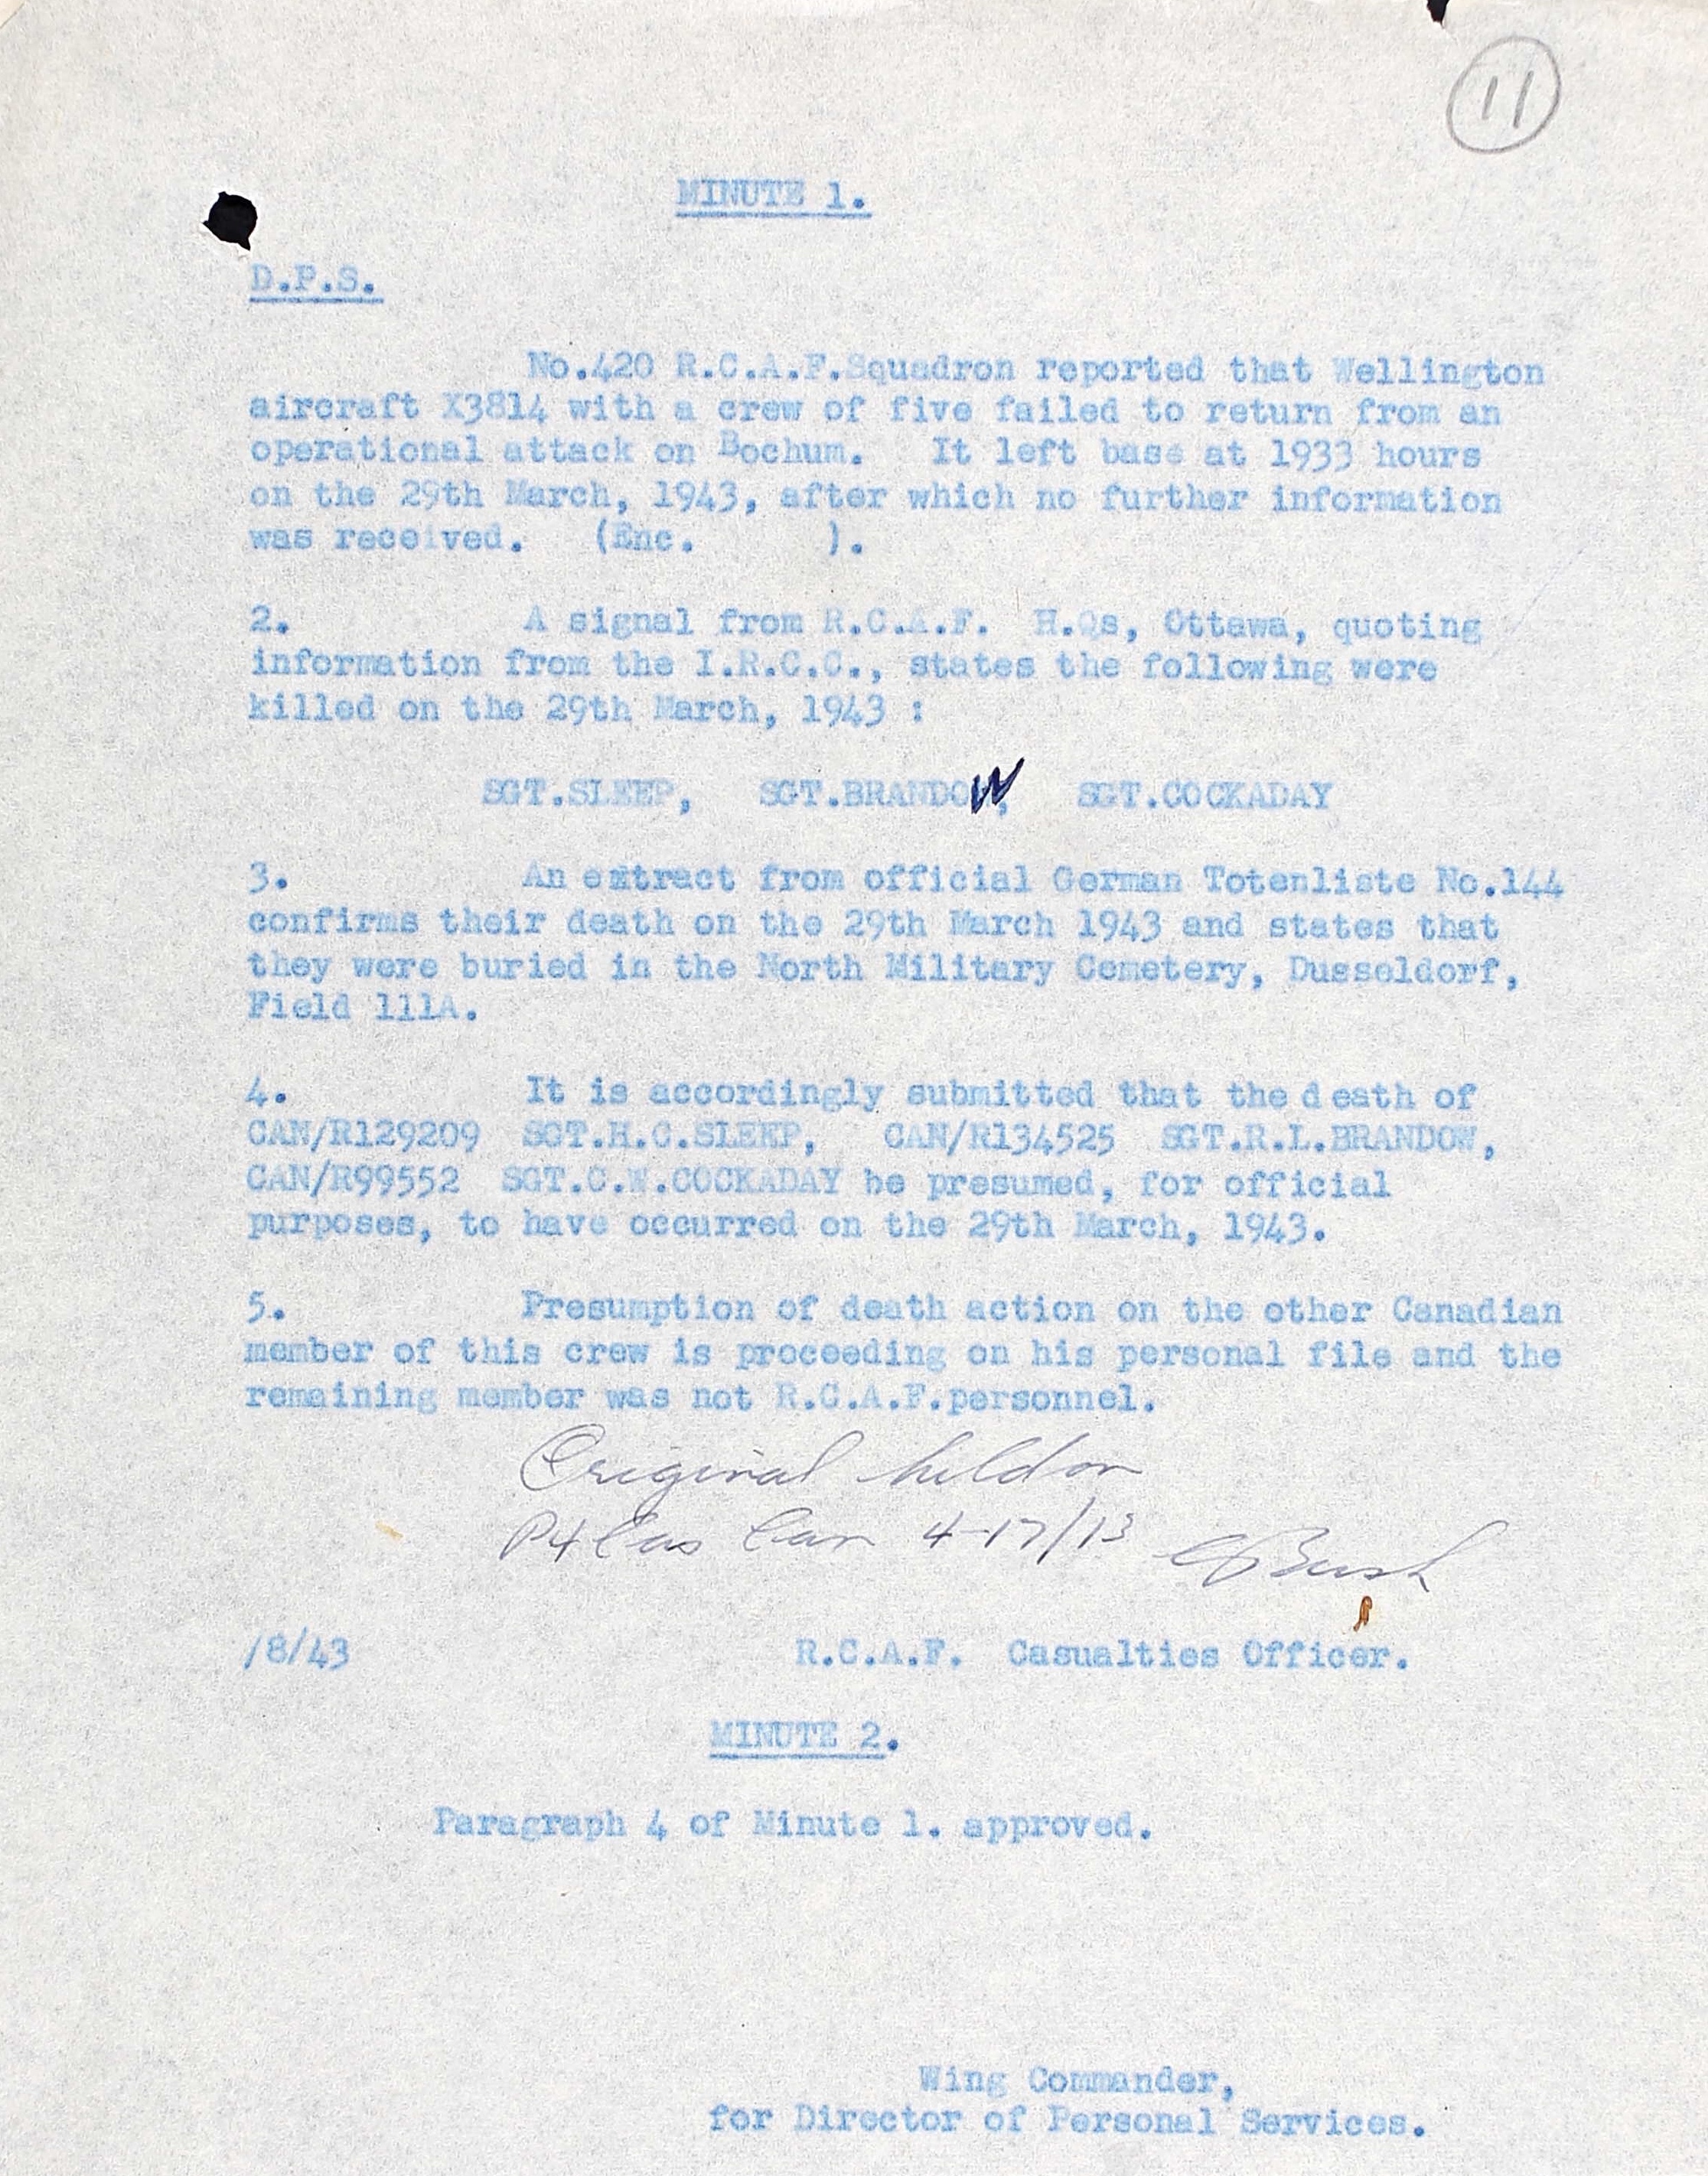 11
MINUTE 1.
D.P.S.
No.420 R.C.A.F.Squadron reported that Wellington
aircraft X3814 with a crew of five failed to return from an
operational attack on Bochum. It left base at 1933 hours
on the 29th March, 1943, after which no further information
was received. (Enc. ).
2. A signal from R.C.A.F. H.Qs, Ottawa, quoting
information from the I.R.C.C., states the following were
killed on the 29th March, 1943 :
SGT.SLEEP, SGT.BRANDOW, SGT.COCKADAY
3. An extract from official German Totenliste No.144
confirms their death on the 29th March 1943 and states that
they were buried in the North Military Cemetery, Dusseldorf,
Field 111A.
4. It is accordingly submitted that the death of
CAN/R129209 SGT.H.C.SLEEP, CAN/R134525 SGT.R.L.BRANDOW,
CAN/R99552 SGT.C.W.COCKADAY be presumed, for official
purposes, to have occurred on the 29th March, 1943.
5. Presumption of death action on the other Canadian
member of this crew is proceeding on his personal file and the
remaining member was not R.C.A.F.personnel.
Original held on
P4 Cas Can 4-17/13 Bush
/8/43 R.C.A.F. Casualties Officer.
MINUTE 2.
Paragraph 4 of Minute 1. approved.
Wing Commander,
for Director of Personal Services.